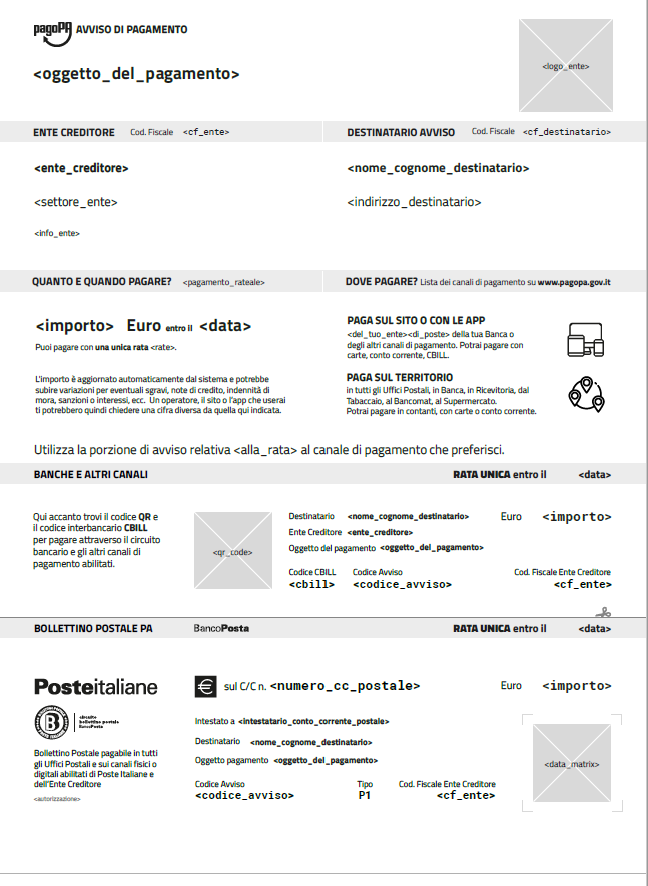 pagoPA AVVISO DI PAGAMENTO
<oggetto_del_pagamento>
<logo_ente>
ENTE CREDITORE Cod. Fiscale <cf_ente>
DESTINATARIO AVVISO Cod. Fiscale <cf_destinatario>
<ente_creditore>
<nome_cognome_destinatario>
<settore_ente>
<indirizzo_destinatario>
<info_ente>
QUANTO E QUANDO PAGARE? <pagamento_rateale>
<importo> Euro entro il <data>
Puoi pagare con una unica rata <rate>.
L'importo è aggiornato automaticamente dal sistema e potrebbe
subire variazioni per eventuali sgravi, note di credito, indennità di
mora, sanzioni o interessi, ecc. Un operatore, il sito o l'app che userai
ti potrebbero quindi chiedere una cifra diversa da quella qui indicata.
DOVE PAGARE? Lista dei canali di pagamento su www.pagopa.gov.it
PAGA SUL SITO O CON LE APP
<del_tuo_ente><di_poste> della tua Banca o
degli altri canali di pagamento. Potrai pagare con
carte, conto corrente, CBILL.
PAGA SUL TERRITORIO
in tutti gli Uffici Postali, in Banca, in Ricevitoria, dal
Tabaccaio, al Bancomat, al Supermercato.
Potrai pagare in contanti, con carte o conto corrente.
Utilizza la porzione di avviso relativa <alla_rata> al canale di pagamento che preferisci.
BANCHE E ALTRI CANALI
RATA UNICA entro il <data>
Qui accanto trovi il codice QR e
il codice interbancario CBILL
per pagare attraverso il circuito
bancario e gli altri canali di
pagamento abilitati.
<qr_code>
Destinatario <nome_cognome_destinatario>
Euro <importo>
Ente Creditore <ente_creditore>
Oggetto del pagamento <oggetto_del_pagamento>
Codice CBILL Codice Avviso Cod. Fiscale Ente Creditore
<cbill> <codice_avviso> <cf_ente>
BOLLETTINO POSTALE PA BancoPosta RATA UNICA entro il <data>
Posteitaliane
circuito
bollettino postale
BancoPosta
Bollettino Postale pagabile in tutti
gli Uffici Postali e sui canali fisici o
digitali abilitati di Poste Italiane e
dell'Ente Creditore
<autorizzazione>
€ sul C/C n. <numero_cc_postale> Euro <importo>
Intestato a <intestatario_conto_corrente_postale>
Destinatario <nome_cognome_destinatario>
Oggetto pagamento <oggetto_del_pagamento>
Codice Avviso Tipo Cod. Fiscale Ente Creditore
<codice_avviso> P1 <cf_ente>
<data_matrix>